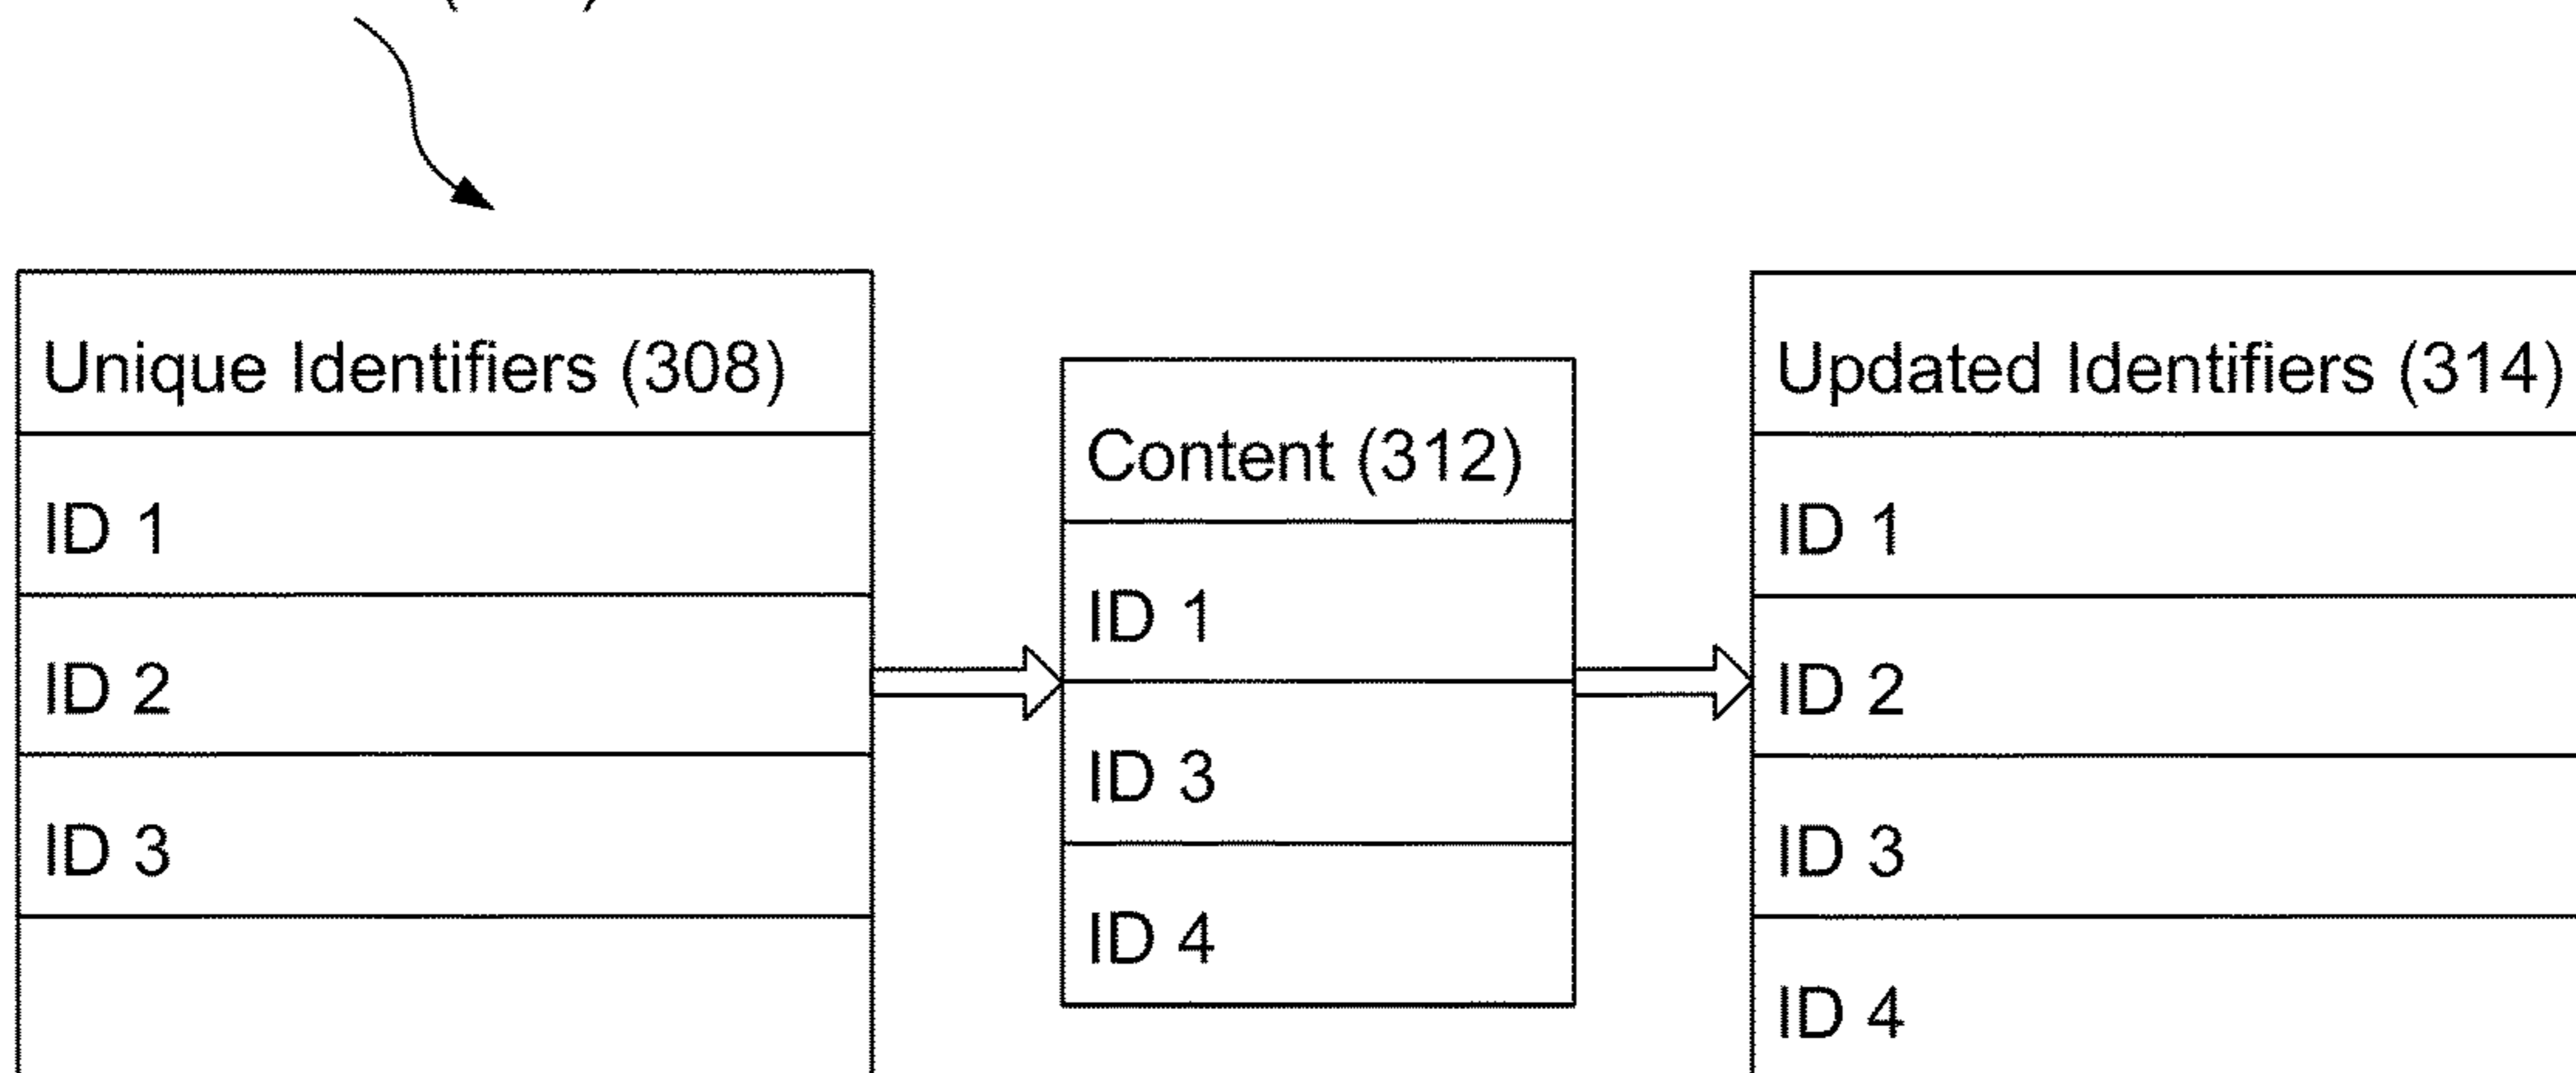 Unique Identifiers (308)
ID 1
ID 2
ID 3
Content (312)
ID 1
ID 3
ID 4
Updated Identifiers (314)
ID 1
ID 2
ID 3
ID 4